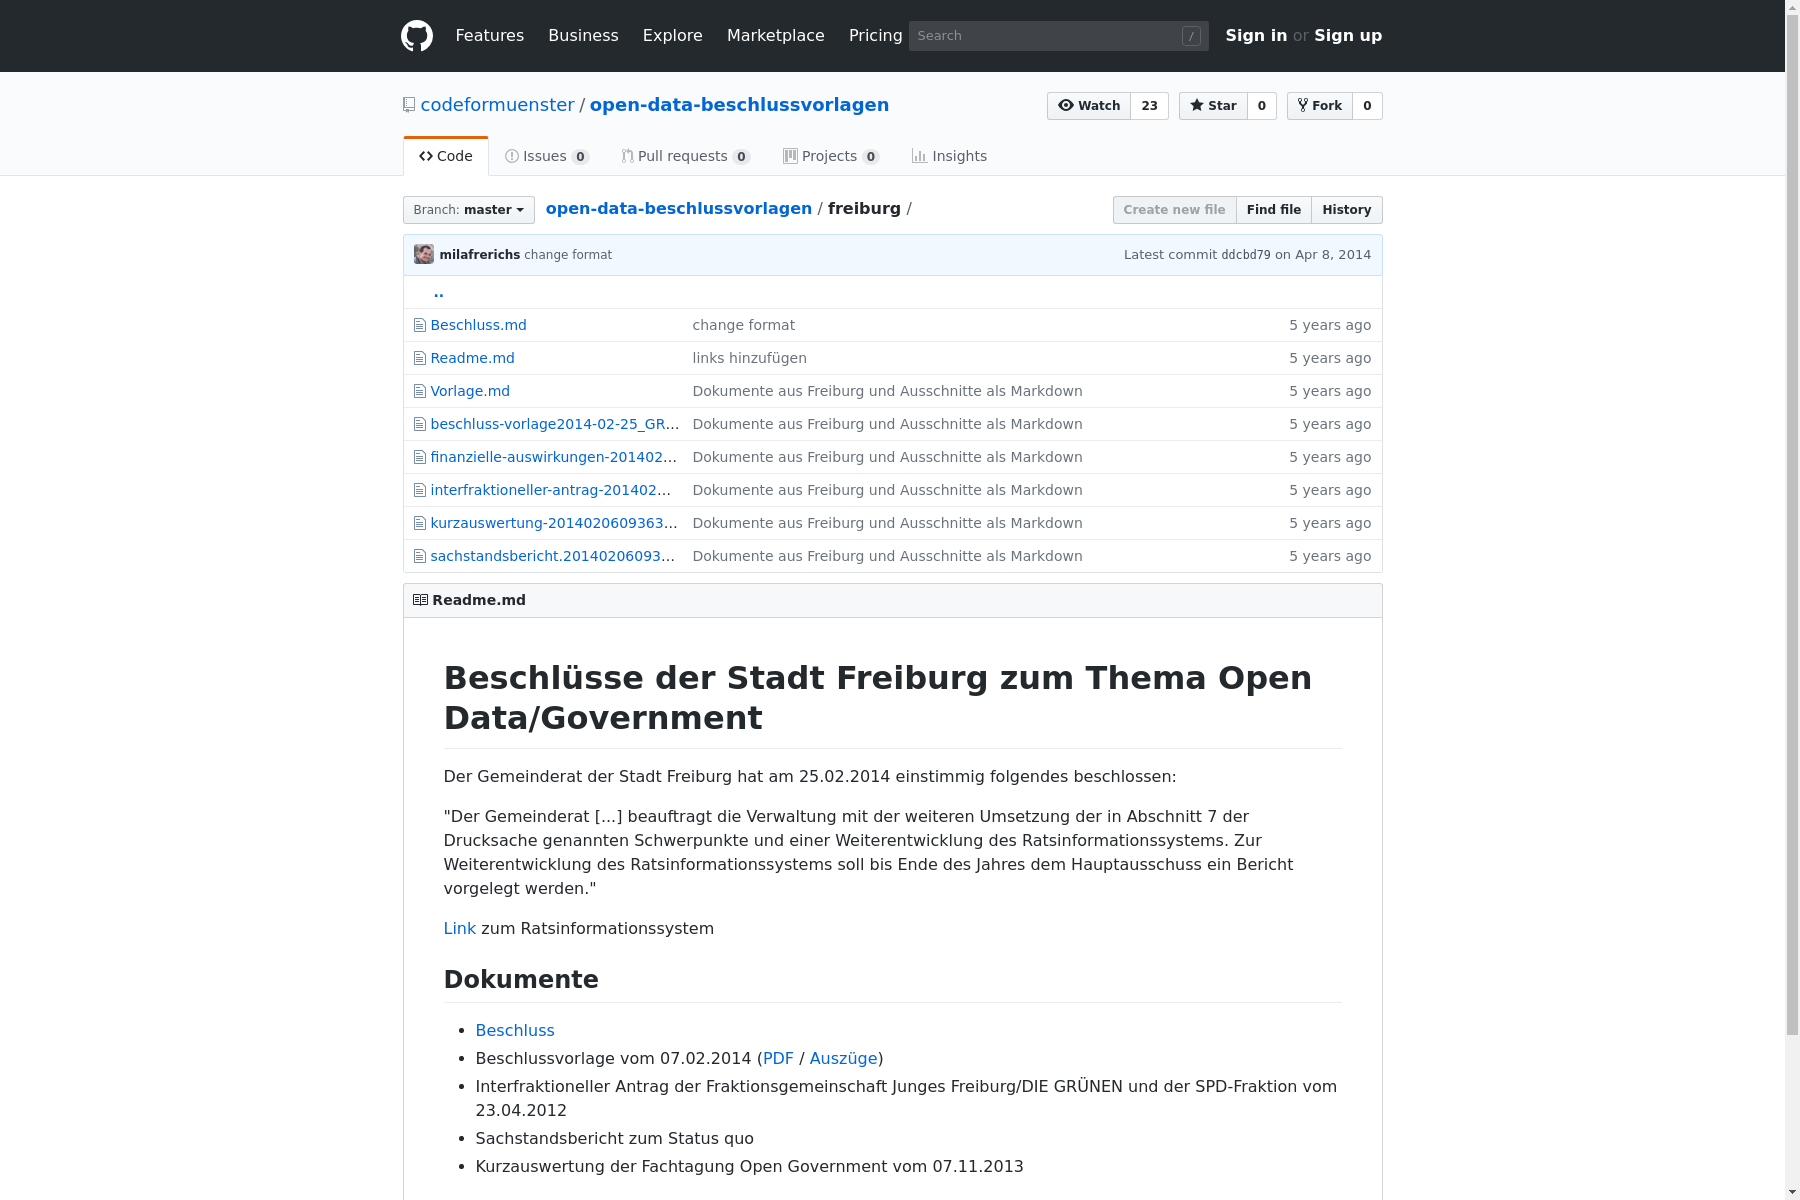 Features Business Explore Marketplace Pricing Search / Sign in or Sign up
codeformuenster / open-data-beschlussvorlagen Watch 23 Star 0 Fork 0
Code Issues 0 Pull requests 0 Projects 0 Insights
Branch: master open-data-beschlussvorlagen / freiburg / Create new file Find file History
milafrerichs change format Latest commit ddcbd79 on Apr 8, 2014
..
Beschluss.md change format 5 years ago
Readme.md links hinzufügen 5 years ago
Vorlage.md Dokumente aus Freiburg und Ausschnitte als Markdown 5 years ago
beschluss-vorlage2014-02-25_GR... Dokumente aus Freiburg und Ausschnitte als Markdown 5 years ago
finanzielle-auswirkungen-201402... Dokumente aus Freiburg und Ausschnitte als Markdown 5 years ago
interfraktioneller-antrag-201402... Dokumente aus Freiburg und Ausschnitte als Markdown 5 years ago
kurzauswertung-2014020609363... Dokumente aus Freiburg und Ausschnitte als Markdown 5 years ago
sachstandsbericht.20140206093... Dokumente aus Freiburg und Ausschnitte als Markdown 5 years ago
Readme.md
Beschlüsse der Stadt Freiburg zum Thema Open
Data/Government
Der Gemeinderat der Stadt Freiburg hat am 25.02.2014 einstimmig folgendes beschlossen:
"Der Gemeinderat [...] beauftragt die Verwaltung mit der weiteren Umsetzung der in Abschnitt 7 der
Drucksache genannten Schwerpunkte und einer Weiterentwicklung des Ratsinformationssystems. Zur
Weiterentwicklung des Ratsinformationssystems soll bis Ende des Jahres dem Hauptausschuss ein Bericht
vorgelegt werden."
Link zum Ratsinformationssystem
Dokumente
• Beschluss
• Beschlussvorlage vom 07.02.2014 (PDF / Auszüge)
• Interfraktioneller Antrag der Fraktionsgemeinschaft Junges Freiburg/DIE GRÜNEN und der SPD-Fraktion vom
23.04.2012
• Sachstandsbericht zum Status quo
• Kurzauswertung der Fachtagung Open Government vom 07.11.2013